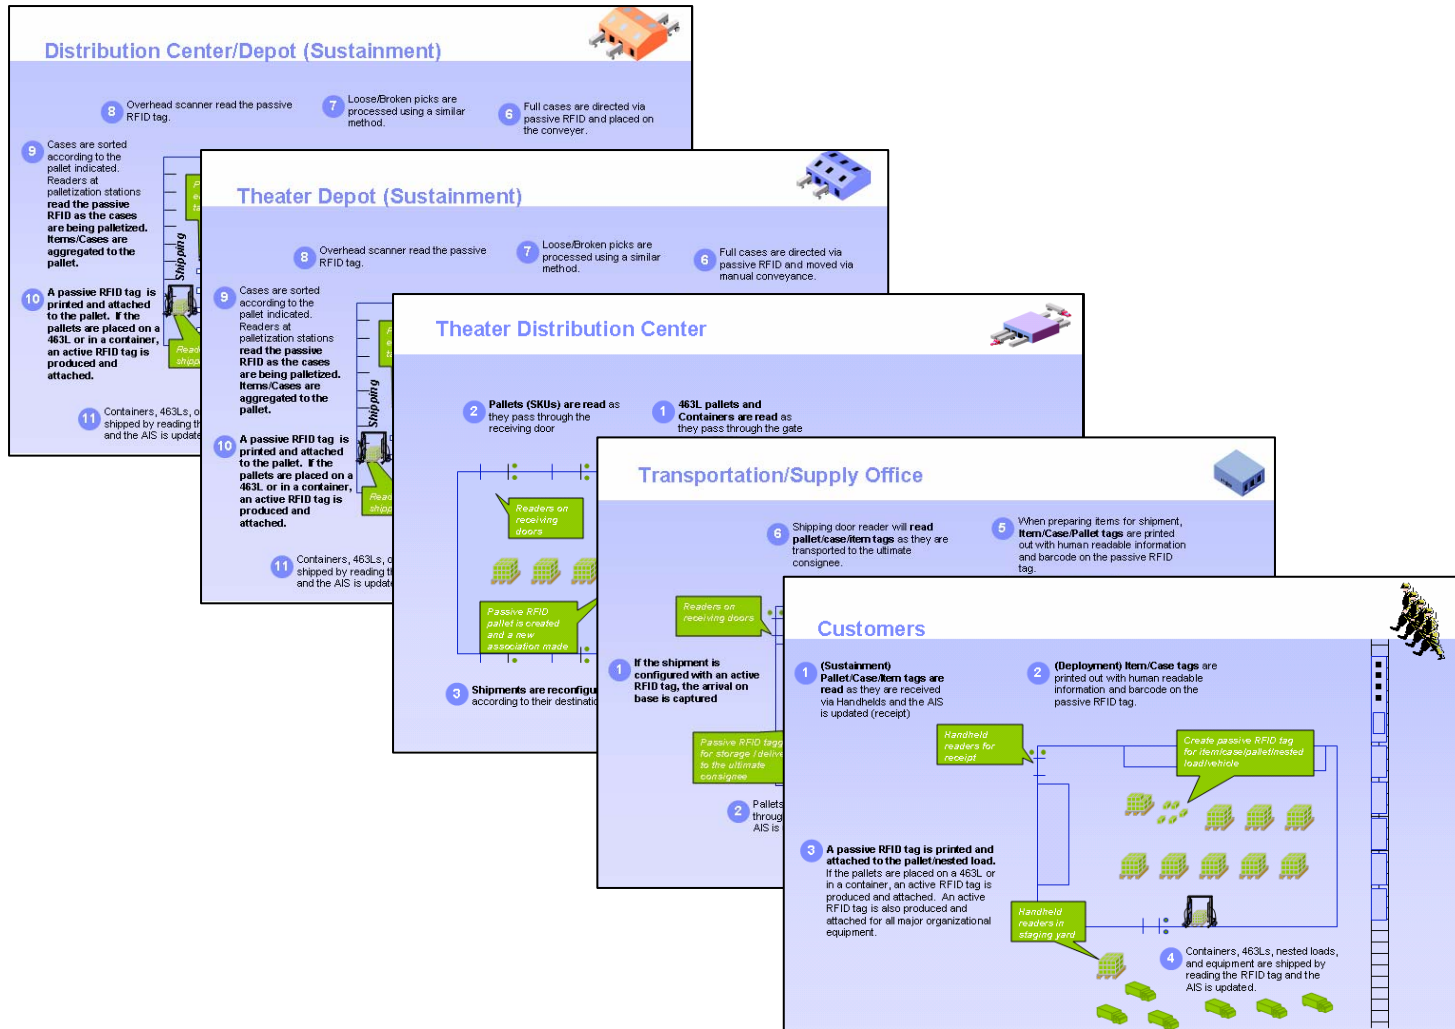 Distribution Center/Depot (Sustainment)
8
Overhead scanner read the passive
RFID tag.
7
Loose/Broken picks are
processed using a similar
method.
6
Full cases are directed via
passive RFID and placed on
the conveyer.
9
Cases are sorted
according to the
pallet indicated.
Readers at
palletization stations
read the passive
RFID as the cases
are being palletized.
Items/Cases are
aggregated to the
pallet.
Shipping
10
A passive RFID tag is
printed and attached
to the pallet. If the
pallets are placed on a
463L or in a container,
an active RFID tag is
produced and
attached.
11
Containers, 463Ls,
shipped by reading
and the AIS is
Theater Depot (Sustainment)
8
Overhead scanner read the passive
RFID tag.
7
Loose/Broken picks are
processed using a similar
method.
6
Full cases are directed via
passive RFID and moved via
manual conveyance.
9
Cases are sorted
according to the
pallet indicated.
Readers at
palletization stations
read the passive
RFID as the cases
are being palletized.
Items/Cases are
aggregated to the
pallet.
Shipping
10
A passive RFID tag is
printed and attached
to the pallet. If the
pallets are placed on a
463L or in a container,
an active RFID tag is
produced and
attached.
11
Containers, 463Ls,
shipped by reading
and the AIS is
Theater Distribution Center
2
Pallets (SKUs) are read as
they pass through the
receiving door
1
463L pallets and
Containers are read as
they pass through the gate
Readers on
receiving
doors
Passive RFID
pallet is created
and a new
association made
3
Shipments are
according to their
Transportation/Supply Office
6
Shipping door reader will read
pallet/case/item tags as they are
transported to the ultimate
consignee.
5
When preparing items for shipment,
Item/Case/Pallet tags are printed
out with human readable information
and barcode on the passive RFID
tag.
Readers on
receiving doors
1
If the shipment is
configured with an active
RFID tag, the arrival on
base is captured
Passive RFID
for storage /
to the ultimate
consignee
2
Pallets
AIS is
Customers
1
(Sustainment)
Pallet/Case/Item tags are
read as they are received
via Handhelds and the AIS
is updated (receipt)
2
(Deployment) Item/Case tags are
printed out with human readable
information and barcode on the
passive RFID tag.
Handheld
readers for
receipt
Create passive RFID tag
for item/case/pallet/nested
load/vehicle
3
A passive RFID tag is printed and
attached to the pallet/nested load.
If the pallets are placed on a 463L or
in a container, an active RFID tag is
produced and attached. An active
RFID tag is also produced and
attached for all major organizational
equipment.
Handheld
readers in
staging yard
4
Containers, 463Ls, nested loads,
and equipment are shipped by
reading the RFID tag and the
AIS is updated.